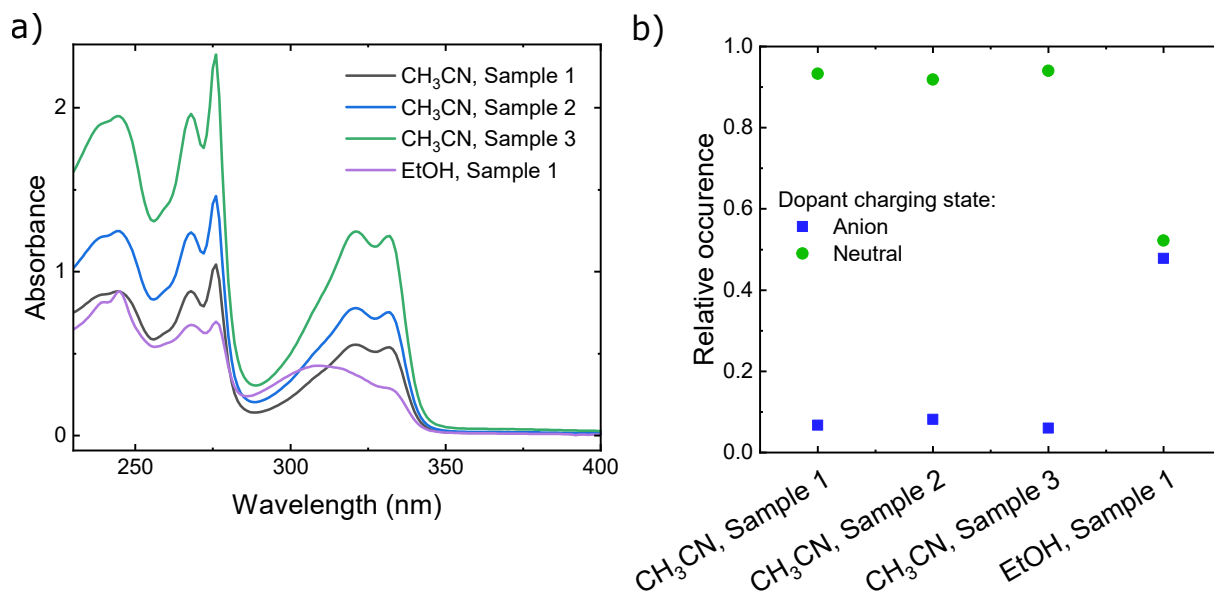 a)
Absorbance
2
1
0
CH₃CN, Sample 1
CH₃CN, Sample 2
CH₃CN, Sample 3
EtOH, Sample 1
250
300
350
400
Wavelength (nm)
b)
Relative occurence
1.0
0.8
0.6
0.4
0.2
0.0
Dopant charging state:
Anion
Neutral
CH₃CN, Sample 1
CH₃CN, Sample 2
CH₃CN, Sample 3
EtOH, Sample 1